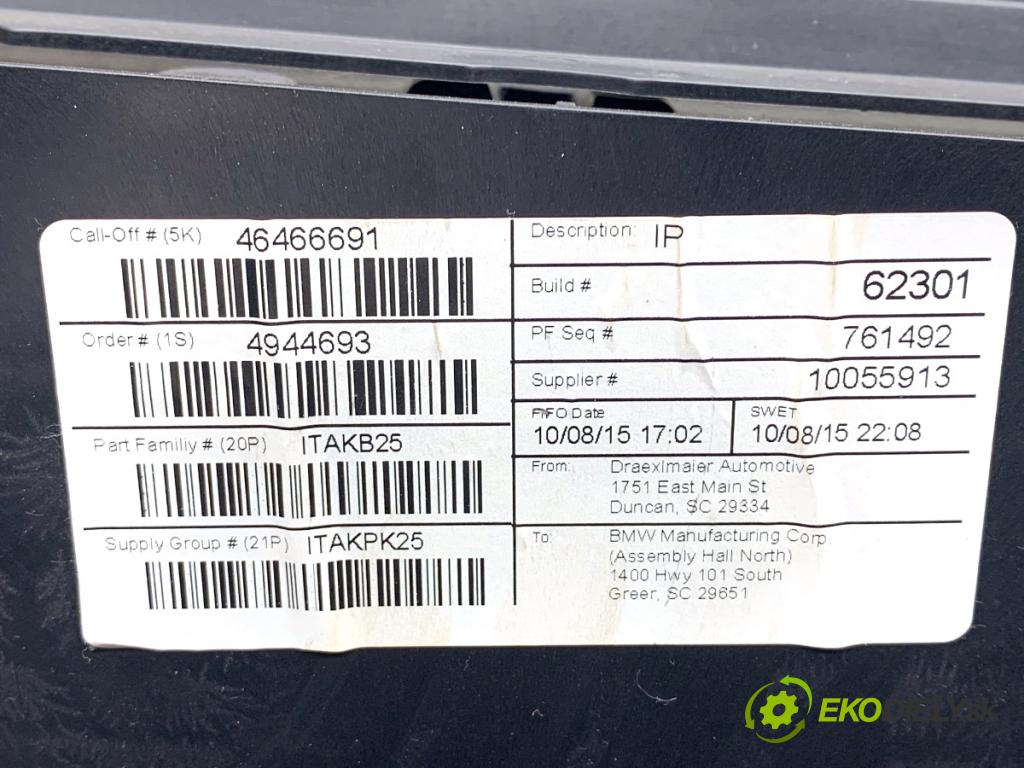 Call-Off # (5K) 46466691
Order # (1S) 4944693
Part Familiy # (20P) ITAKB25
Supply Group # (21P) ITAKPK25
Description: IP
Build # 62301
PF Seq # 761492
Supplier # 10055913
FIFO Date
10/08/15 17:02
SWET
10/08/15 22:08
From: Draexlmaier Automotive
1751 East Main St
Duncan, SC 29334
To: BMW Manufacturing Corp.
(Assembly Hall North)
1400 Hwy 101 South
Greer, SC 29651
EKODIELY.sk